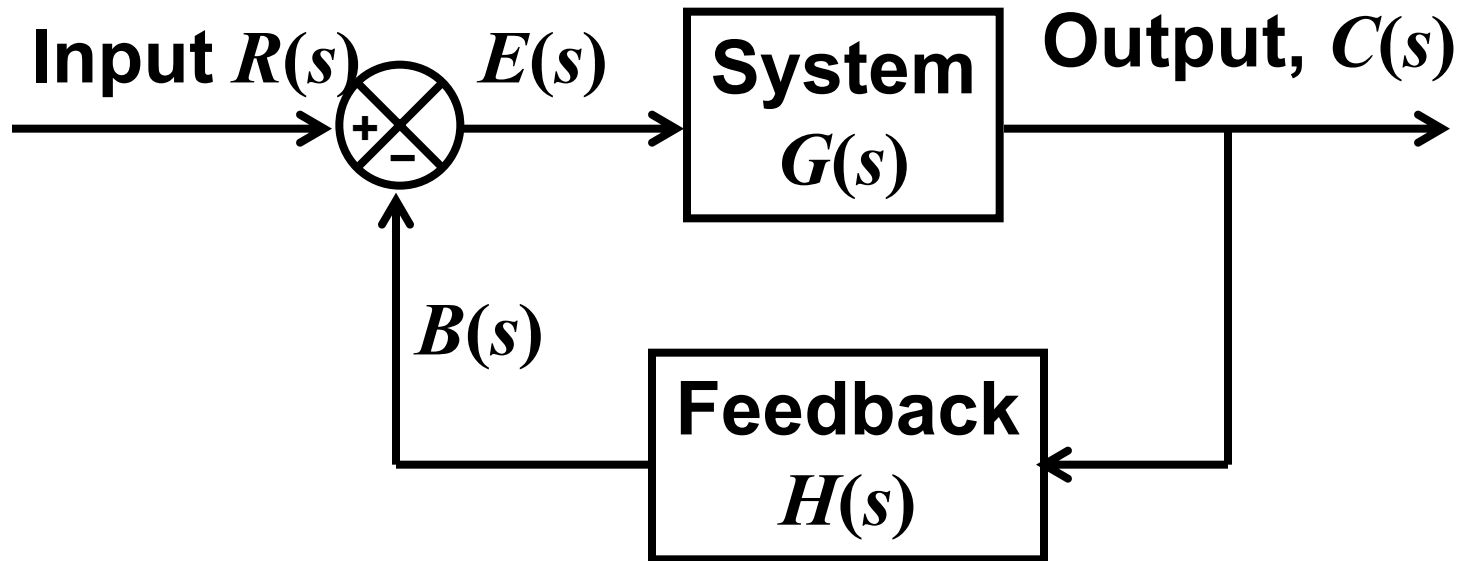 Input R(s)
E(s)
System
G(s)
Output, C(s)
+
−
B(s)
Feedback
H(s)